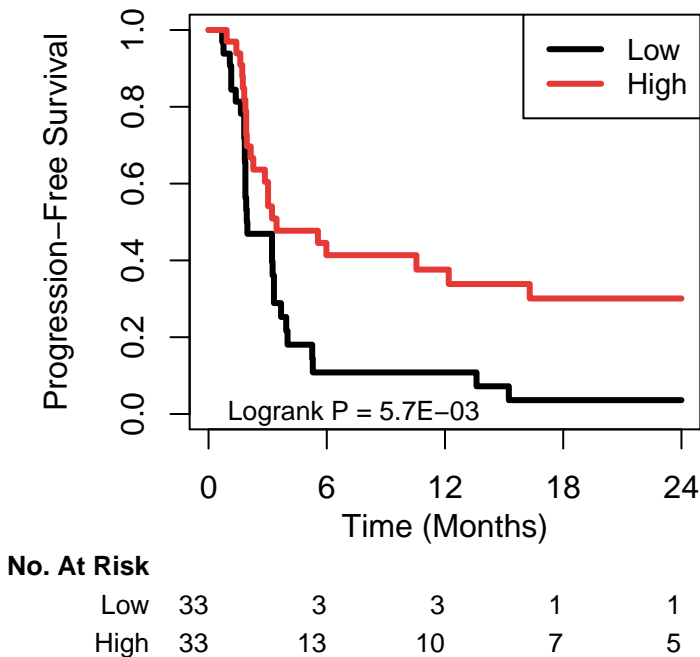 Progression−Free Survival
1.0
0.8
0.6
0.4
0.2
0.0
Low
High
Logrank P = 5.7E−03
0 6 12 18 24
Time (Months)
No. At Risk
Low 33 3 3 1 1
High 33 13 10 7 5